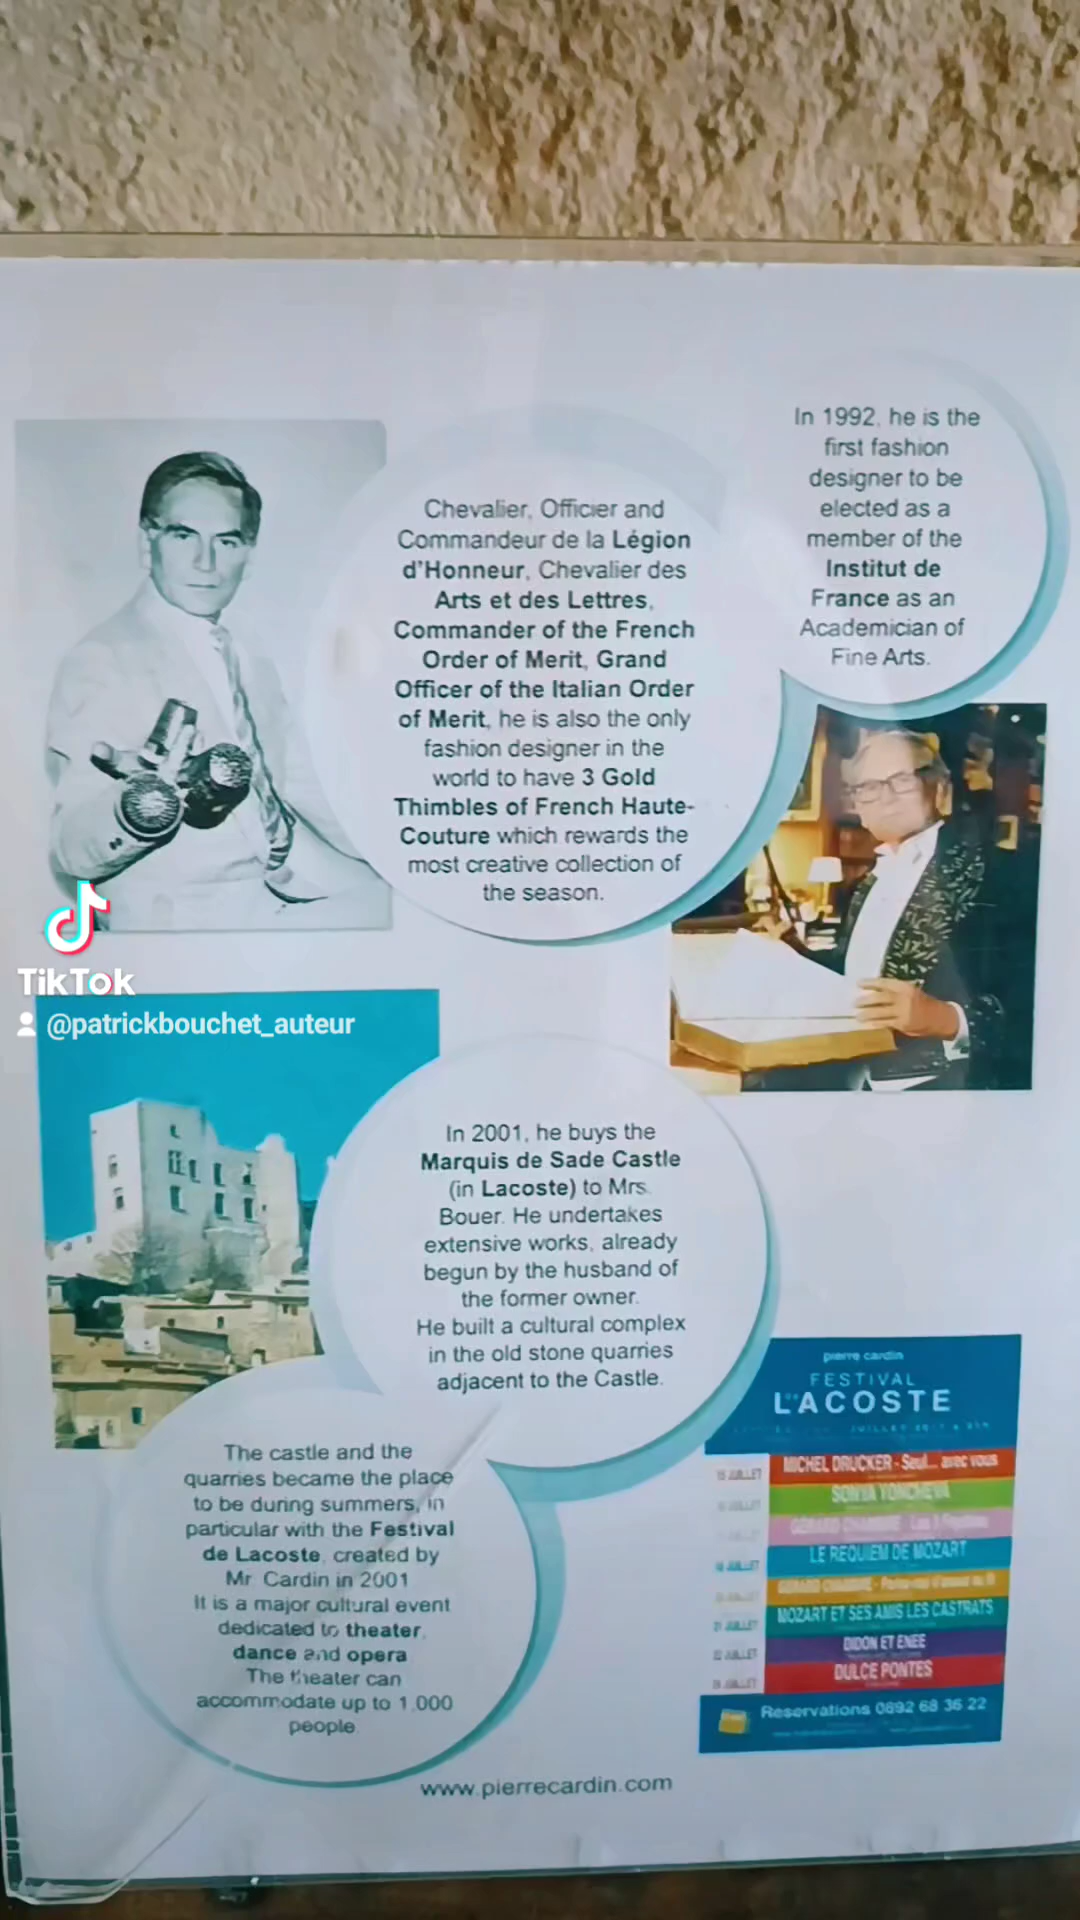 In 1992, he is the
first fashion
designer to be
elected as a
member of the
Institut de
France as an
Academician of
Fine Arts.
Chevalier, Officier and
Commandeur de la Légion
d'Honneur, Chevalier des
Arts et des Lettres,
Commander of the French
Order of Merit, Grand
Officer of the Italian Order
of Merit, he is also the only
fashion designer in the
world to have 3 Gold
Thimbles of French Haute-
Couture which rewards the
most creative collection of
the season.
TikTok
@patrickbouchet_auteur
In 2001, he buys the
Marquis de Sade Castle
(in Lacoste) to Mrs.
Bouer. He undertakes
extensive works, already
begun by the husband of
the former owner.
He built a cultural complex
in the old stone quarries
adjacent to the Castle.
The castle and the
quarries became the place
to be during summers, in
particular with the Festival
de Lacoste, created by
Mr. Cardin in 2001
It is a major cultural event
dedicated to theater,
dance and opera
The theater can
accommodate up to 1,000
people.
pierre cardin
FESTIVAL
LACOSTE
15 JUILLET MICHEL DRUCKER - Seul... avec vous
SONYA YONCHEVA
LE REQUIEM DE MOZART
MOZART ET SES AMIS LES CASTRATS
DIDON ET ENEE
DULCE PONTES
Reservations 0892 68 36 22
www.pierrecardin.com